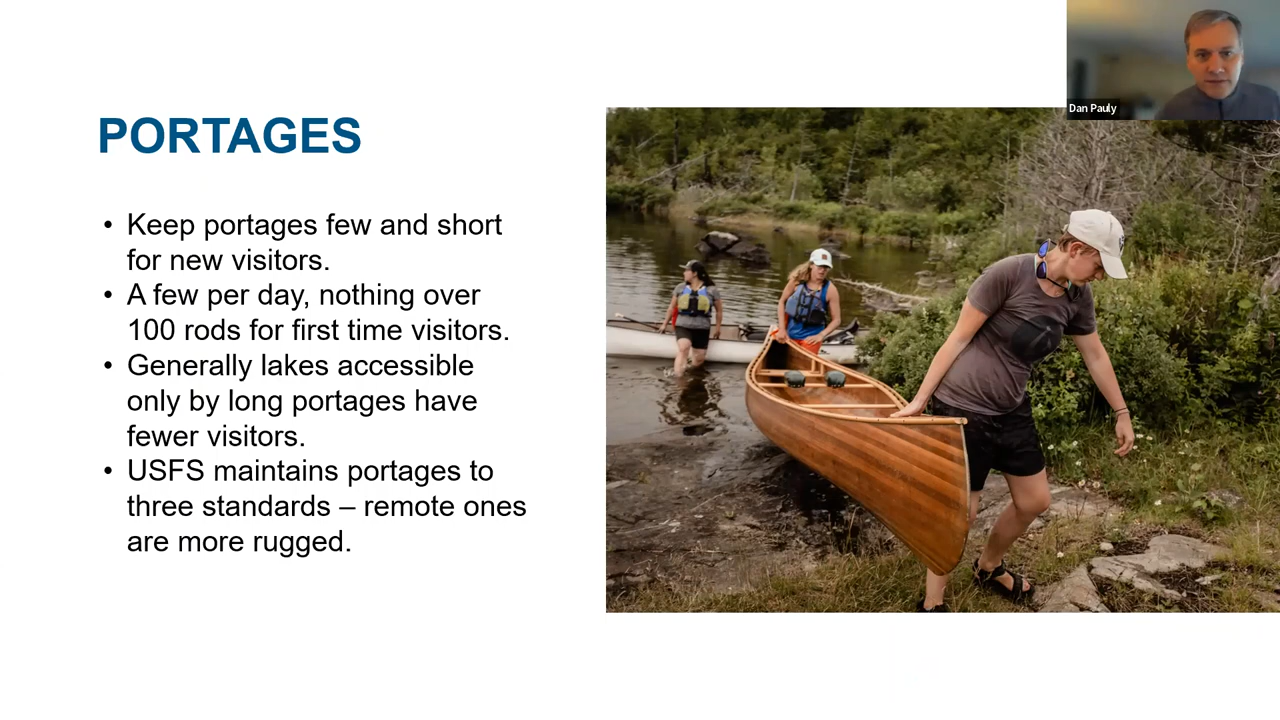 Dan Pauly
PORTAGES
• Keep portages few and short
for new visitors.
• A few per day, nothing over
100 rods for first time visitors.
• Generally lakes accessible
only by long portages have
fewer visitors.
• USFS maintains portages to
three standards – remote ones
are more rugged.